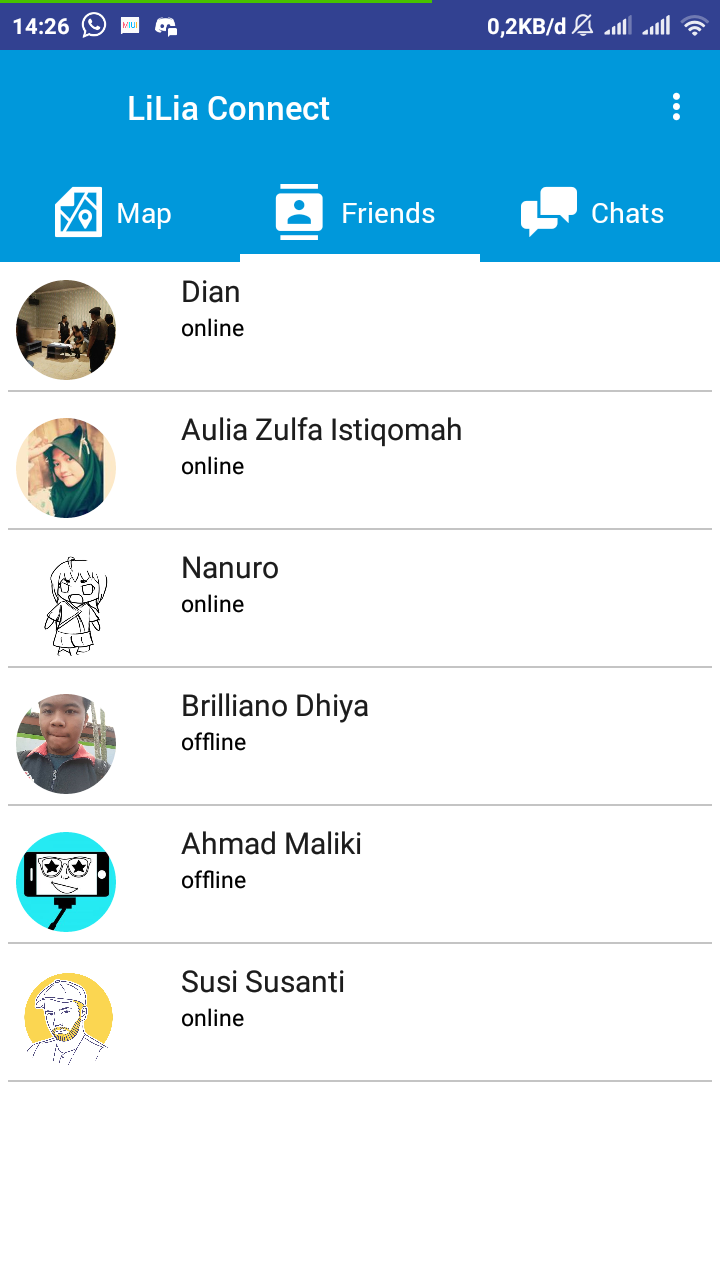 14:26 MIUI 0,2KB/d
LiLia Connect
Map Friends Chats
Dian
online
Aulia Zulfa Istiqomah
online
Nanuro
online
Brilliano Dhiya
offline
Ahmad Maliki
offline
Susi Susanti
online